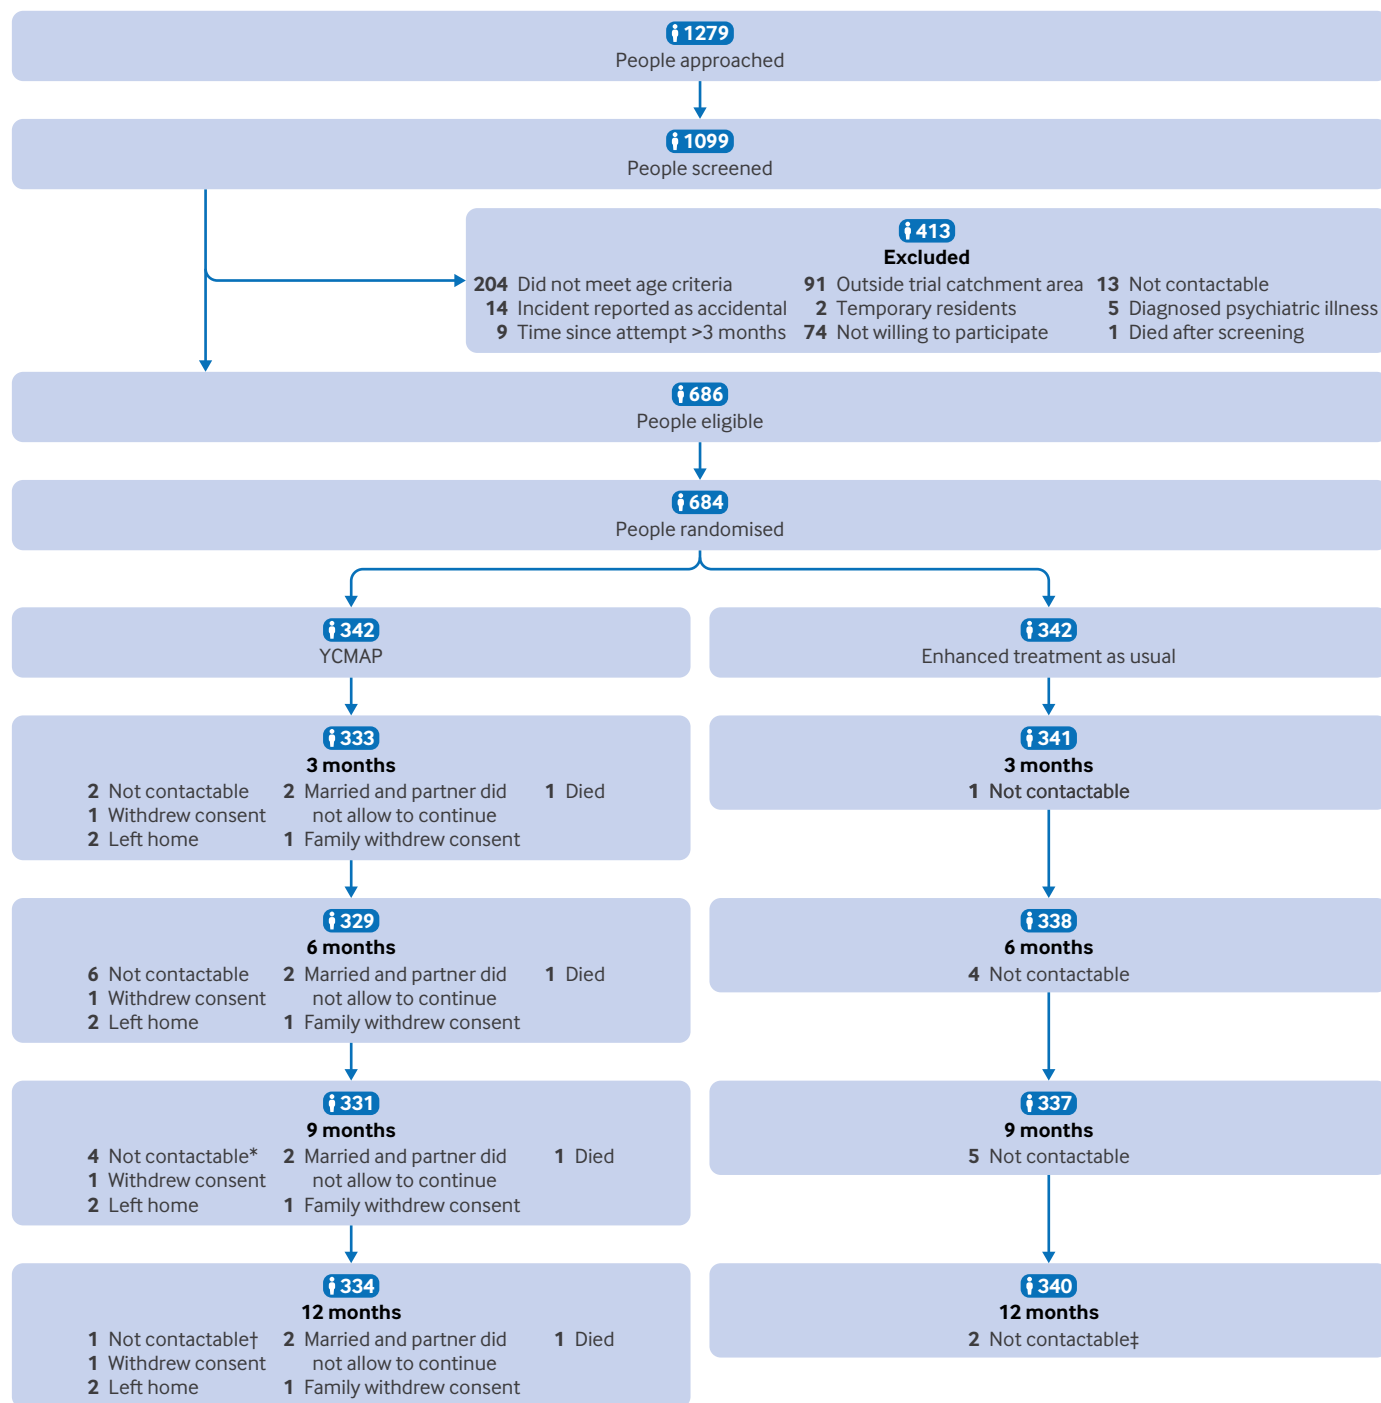 1279
People approached
1099
People screened
413
Excluded
204 Did not meet age criteria
14 Incident reported as accidental
9 Time since attempt >3 months
91 Outside trial catchment area
2 Temporary residents
74 Not willing to participate
13 Not contactable
5 Diagnosed psychiatric illness
1 Died after screening
686
People eligible
684
People randomised
342
YCMAP
342
Enhanced treatment as usual
333
3 months
2 Not contactable
1 Withdrew consent
2 Left home
2 Married and partner did
not allow to continue
1 Family withdrew consent
1 Died
341
3 months
1 Not contactable
329
6 months
6 Not contactable
1 Withdrew consent
2 Left home
2 Married and partner did
not allow to continue
1 Family withdrew consent
1 Died
338
6 months
4 Not contactable
331
9 months
4 Not contactable*
1 Withdrew consent
2 Left home
2 Married and partner did
not allow to continue
1 Family withdrew consent
1 Died
337
9 months
5 Not contactable
334
12 months
1 Not contactable†
1 Withdrew consent
2 Left home
2 Married and partner did
not allow to continue
1 Family withdrew consent
1 Died
340
12 months
2 Not contactable‡